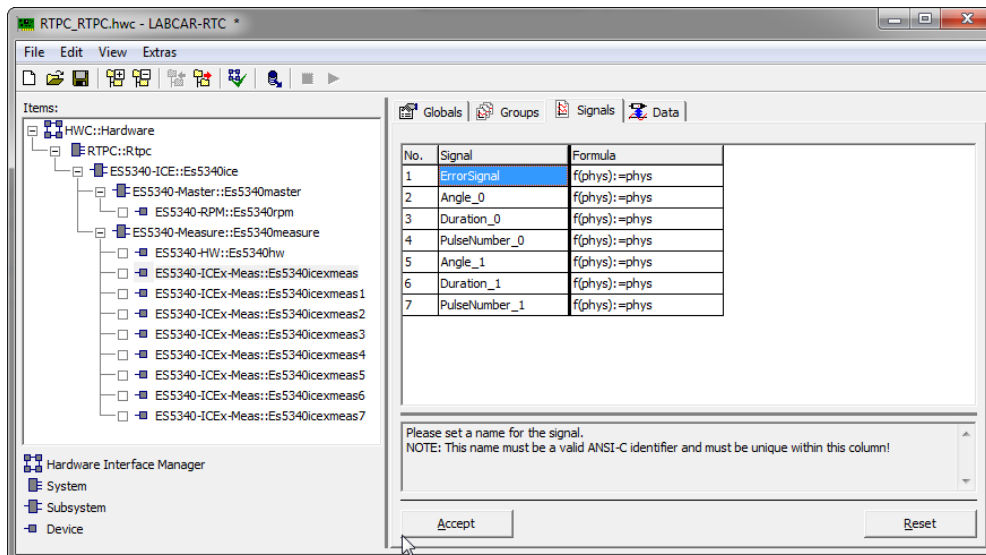 RTPC_RTPC.hwc - LABCAR-RTC *
File Edit View Extras
Items:
HWC::Hardware
RTPC::Rtpc
ES5340-ICE::Es5340ice
ES5340-Master::Es5340master
ES5340-RPM::Es5340rpm
ES5340-Measure::Es5340measure
ES5340-HW::Es5340hw
ES5340-ICEx-Meas::Es5340icexmeas
ES5340-ICEx-Meas::Es5340icexmeas1
ES5340-ICEx-Meas::Es5340icexmeas2
ES5340-ICEx-Meas::Es5340icexmeas3
ES5340-ICEx-Meas::Es5340icexmeas4
ES5340-ICEx-Meas::Es5340icexmeas5
ES5340-ICEx-Meas::Es5340icexmeas6
ES5340-ICEx-Meas::Es5340icexmeas7
Hardware Interface Manager
System
Subsystem
Device
Globals Groups Signals Data
No. Signal Formula
1 ErrorSignal f(phys):=phys
2 Angle_0 f(phys):=phys
3 Duration_0 f(phys):=phys
4 PulseNumber_0 f(phys):=phys
5 Angle_1 f(phys):=phys
6 Duration_1 f(phys):=phys
7 PulseNumber_1 f(phys):=phys
Please set a name for the signal.
NOTE: This name must be a valid ANSI-C identifier and must be unique within this column!
Accept Reset